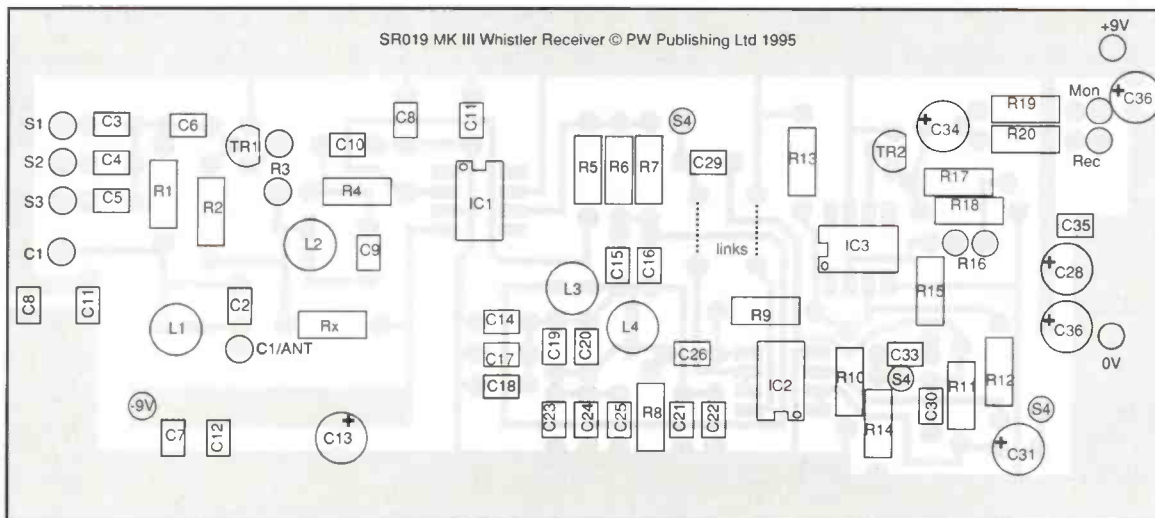 SR019 MK III Whistler Receiver © PW Publishing Ltd 1995
+9V
S1
C3
C6
TR1
R3
C10
C8
C11
S4
C34
R19
Mon
C36
S2
C4
R5
R6
R7
C29
R13
TR2
R20
Rec
S3
C5
R1
R2
R4
IC1
R17
R18
C1
L2
C9
C15
C16
links
IC3
R16
C35
C28
C8
C11
L1
C2
Rx
L3
L4
R9
R15
C36
C1/ANT
C14
C17
C18
C19
C20
C26
IC2
R10
C33
S4
R11
R12
0V
-9V
C7
C12
C13
C23
C24
C25
R8
C21
C22
R14
C30
S4
C31